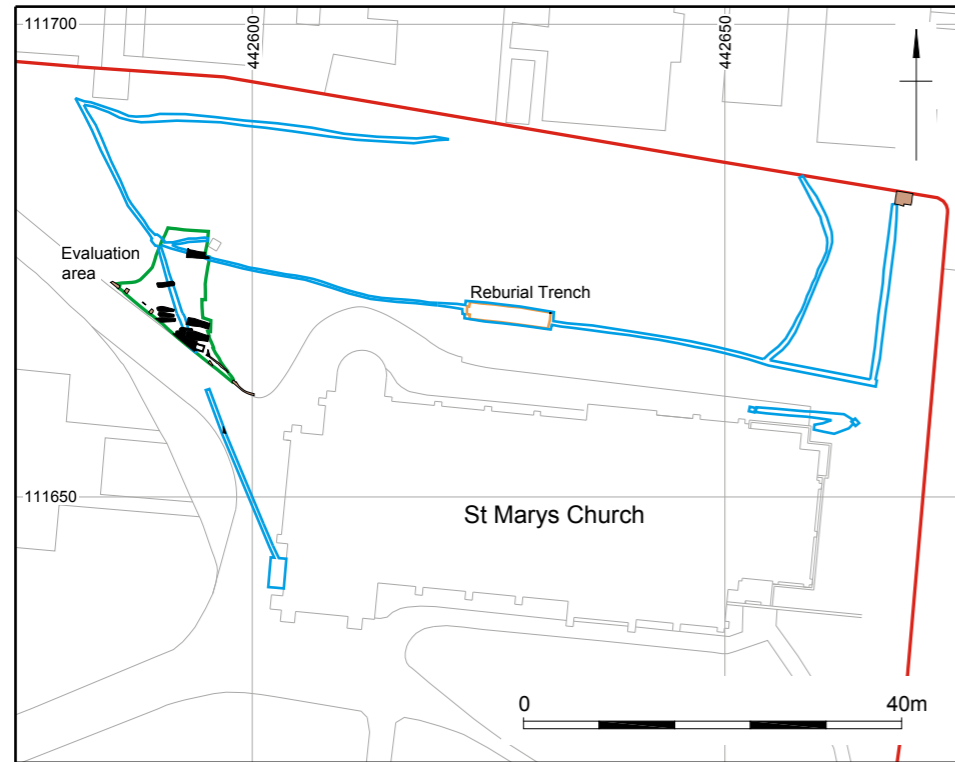 111700
442600
442650
Evaluation
area
Reburial Trench
111650
St Marys Church
0
40m